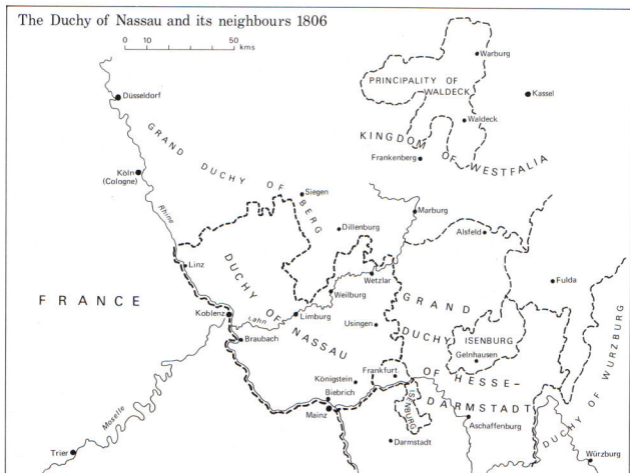 The Duchy of Nassau and its neighbours 1806
0 10 50
kms
Warburg
PRINCIPALITY OF
WALDECK
Kassel
Düsseldorf
Waldeck
KINGDOM OF WESTFALIA
Frankenberg
GRAND DUCHY OF BERG
Köln
(Cologne)
Siegen
Rhine
Marburg
Dillenburg
Alsfeld
Linz
DUCHY OF NASSAU
Wetzlar
Fulda
Weilburg
FRANCE
GRAND
Koblenz
Lahn
Limburg
Usingen
DUCHY
ISENBURG
Braubach
Gelnhausen
Königstein
Frankfurt
OF HESSE-
DARMSTADT
Biebrich
Mainz
ISENBURG
Moselle
Aschaffenburg
DUCHY OF WURZBURG
Trier
Darmstadt
Würzburg